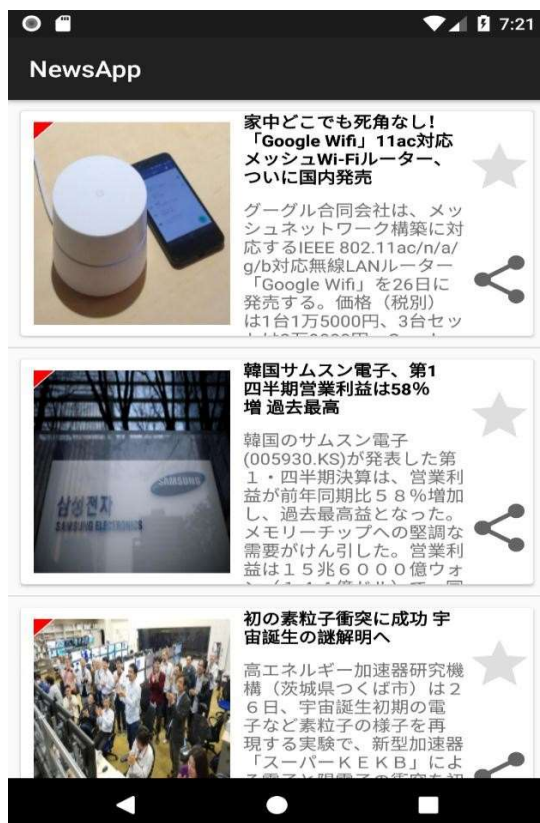 7:21
NewsApp
家中どこでも死角なし!
「Google Wifi」11ac対応
メッシュWi-Fiルーター、
ついに国内発売
グーグル合同会社は、メッ
シュネットワーク構築に対
応するIEEE 802.11ac/n/a/
g/b対応無線LANルーター
「Google Wifi」を26日に
発売する。価格（税別）
は1台1万5000円、3台セッ
韓国サムスン電子、第1
四半期営業利益は58%
増 過去最高
韓国のサムスン電子
(005930.KS)が発表した第
１・四半期決算は、営業利
益が前年同期比５８％増加
し、過去最高益となった。
メモリーチップへの堅調な
需要がけん引した。営業利
益は１５兆６０００億ウォ
SAMSUNG
삼성전자
SAMSUNG ELECTRONICS
初の素粒子衝突に成功 宇
宙誕生の謎解明へ
高エネルギー加速器研究機
構（茨城県つくば市）は２
６日、宇宙誕生初期の電
子など素粒子の様子を再
現する実験で、新型加速器
「スーパーＫＥＫＢ」によ